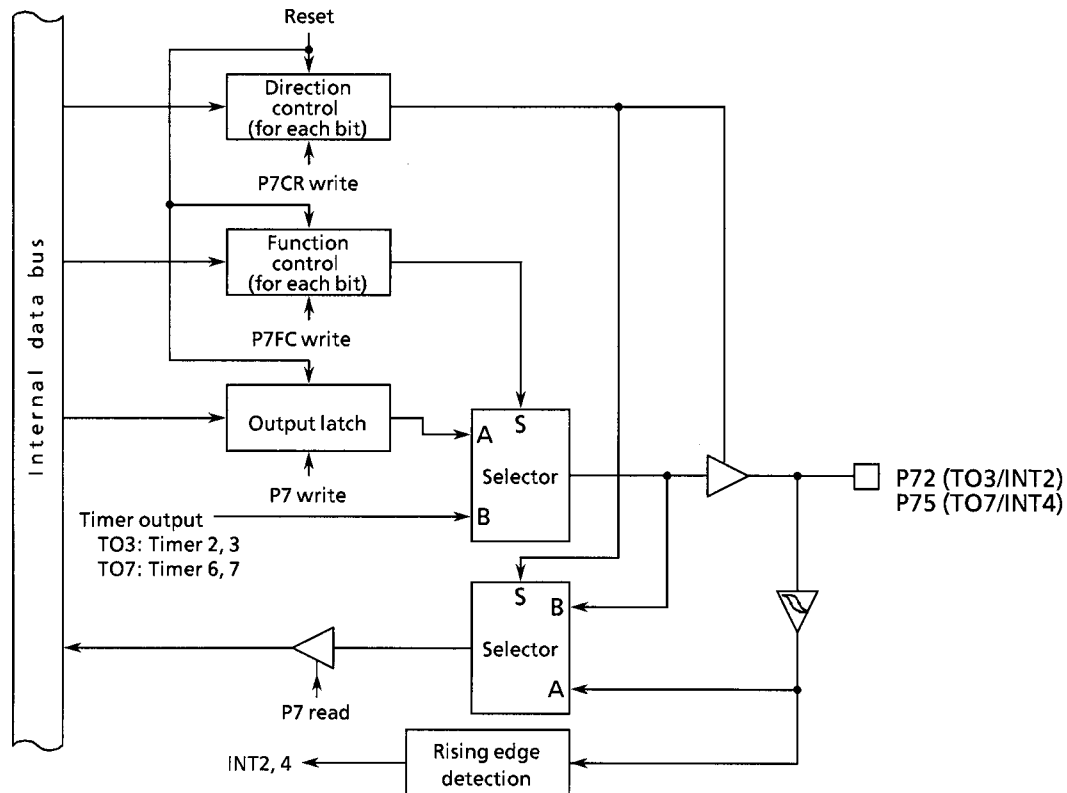 Reset
Direction
control
(for each bit)
P7CR write
Function
control
(for each bit)
P7FC write
Internal data bus
Output latch
P7 write
A
S
Selector
B
Timer output
TO3: Timer 2, 3
TO7: Timer 6, 7
P72 (TO3/INT2)
P75 (TO7/INT4)
S
B
Selector
A
P7 read
Rising edge
detection
INT2, 4